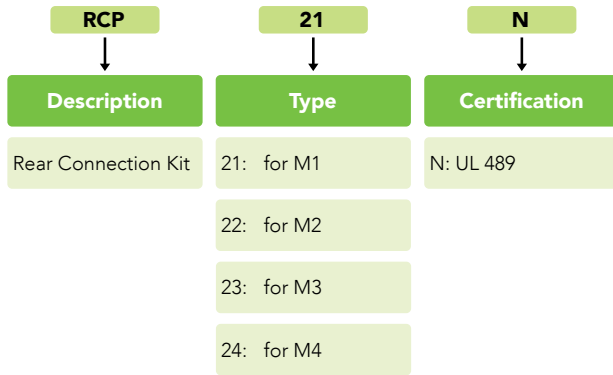 RCP 21 N
Description Type Certification
Rear Connection Kit 21: for M1 N: UL 489
22: for M2
23: for M3
24: for M4